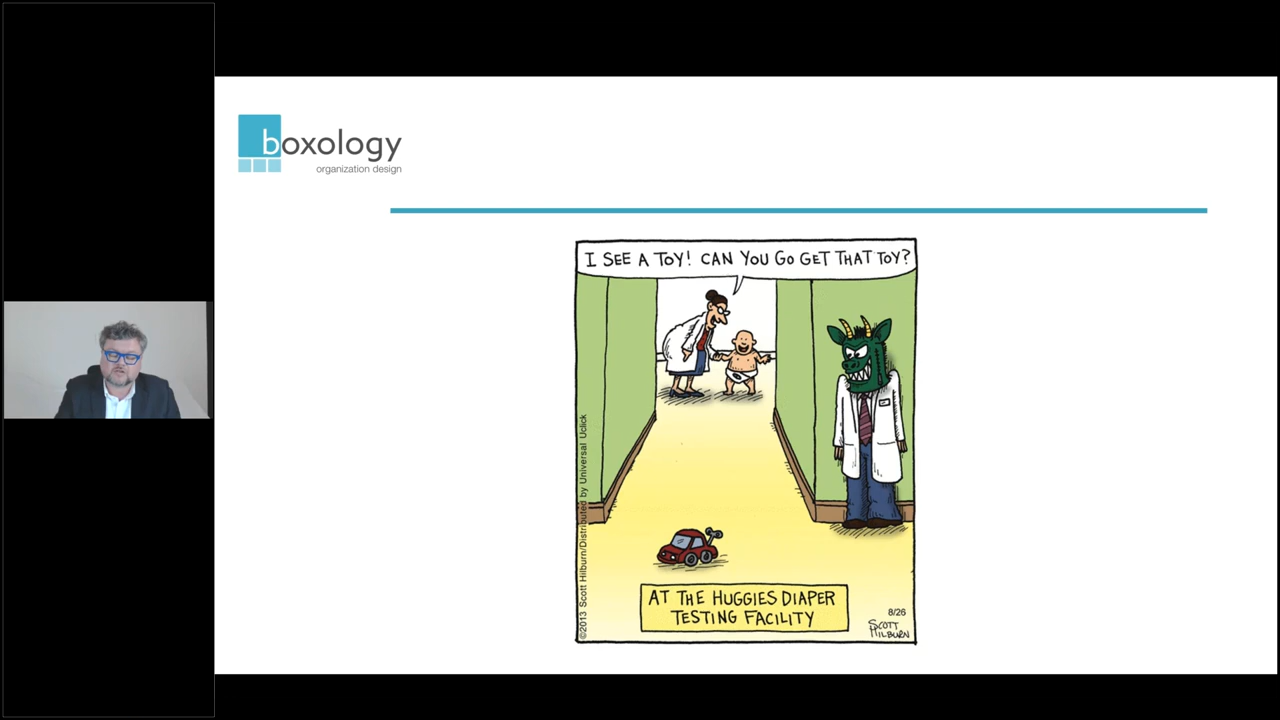 boxology
organization design
I SEE A TOY! CAN YOU GO GET THAT TOY?
©2013 Scott Hilburn/Distributed by Universal Uclick
AT THE HUGGIES DIAPER
TESTING FACILITY
8/26
SCOTT
HILBURN